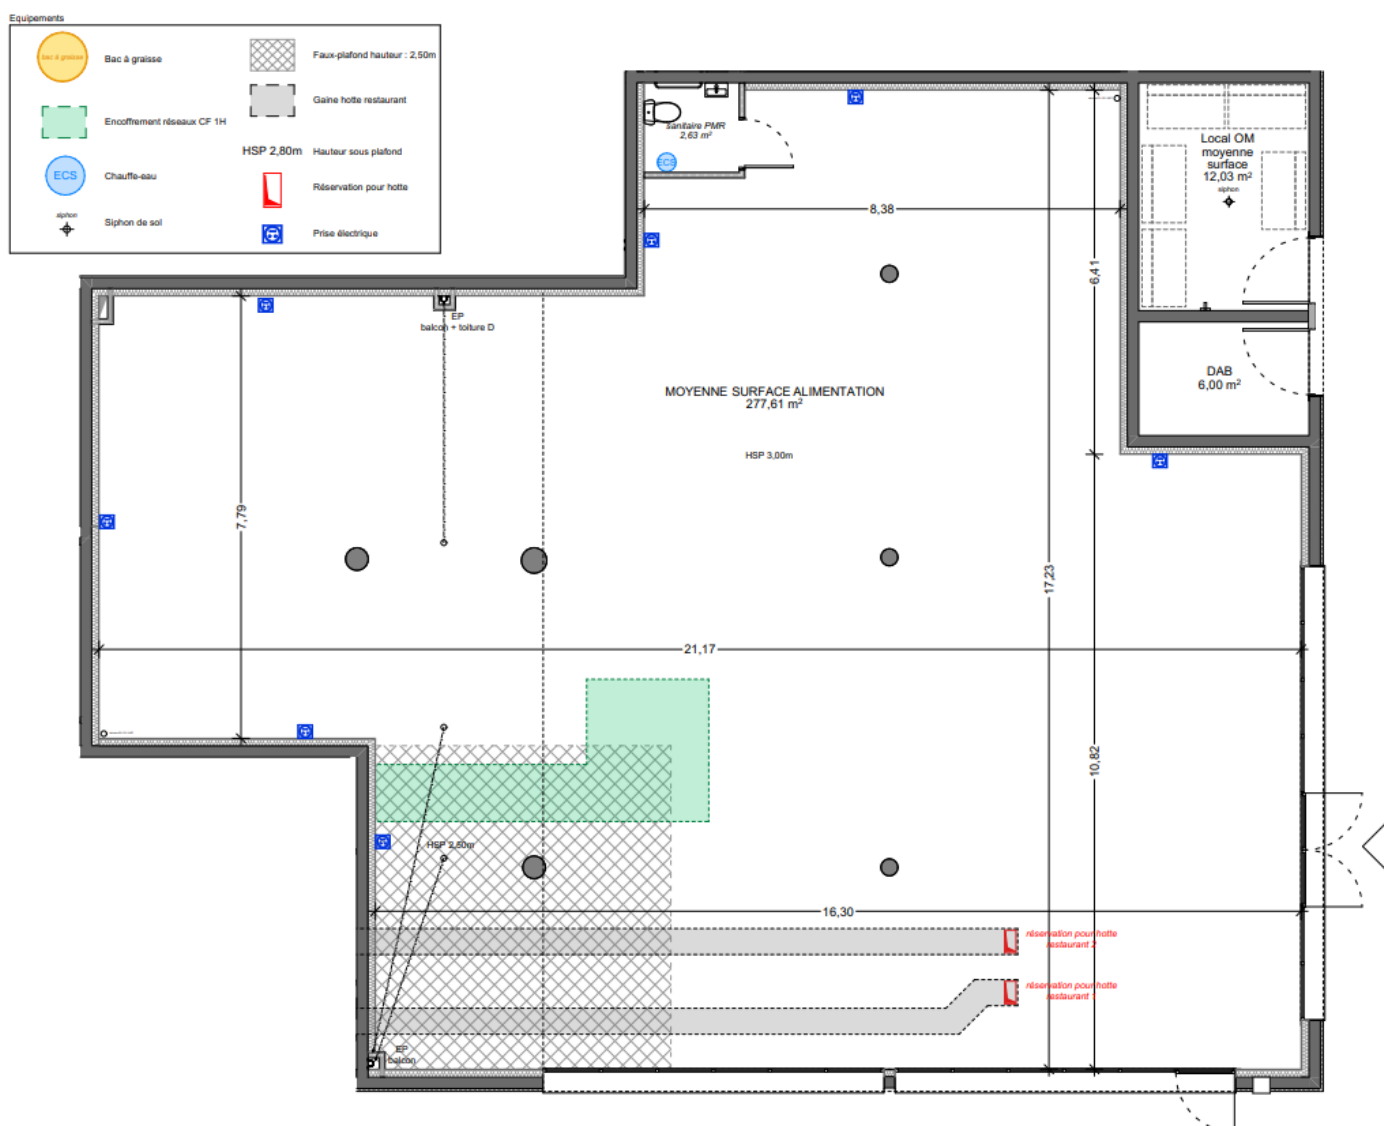 Equipements
bac à graisse
Bac à graisse
Encoffrement réseaux CF 1H
ECS
Chauffe-eau
siphon
Siphon de sol
Faux-plafond hauteur : 2,50m
Gaine hotte restaurant
HSP 2,80m
Hauteur sous plafond
Réservation pour hotte
Prise électrique
sanitaire PMR
2,63 m²
ECS
Local OM
moyenne
surface
12,03 m²
siphon
8,38
6,41
EP
balcon + toiture D
DAB
6,00 m²
MOYENNE SURFACE ALIMENTATION
277,61 m²
HSP 3,00m
7,79
17,23
21,17
10,82
HSP 2,50m
16,30
réservation pour hotte
restaurant 2
réservation pour hotte
restaurant 1
EP
balcon